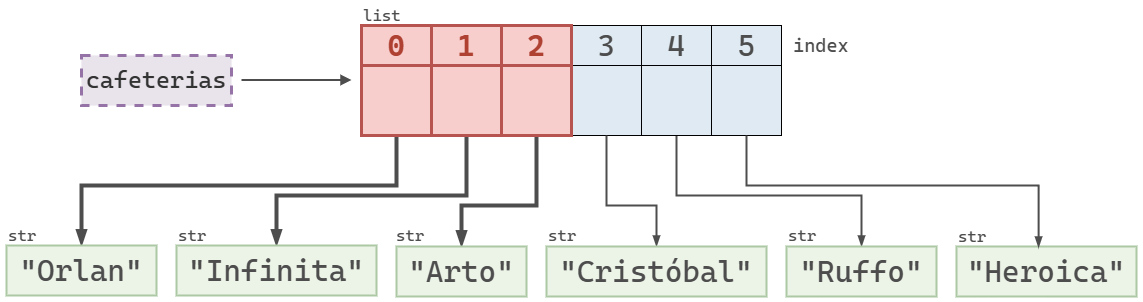 list
0 1 2 3 4 5 index
cafeterias
str str str str str str
"Orlan" "Infinita" "Arto" "Cristóbal" "Ruffo" "Heroica"